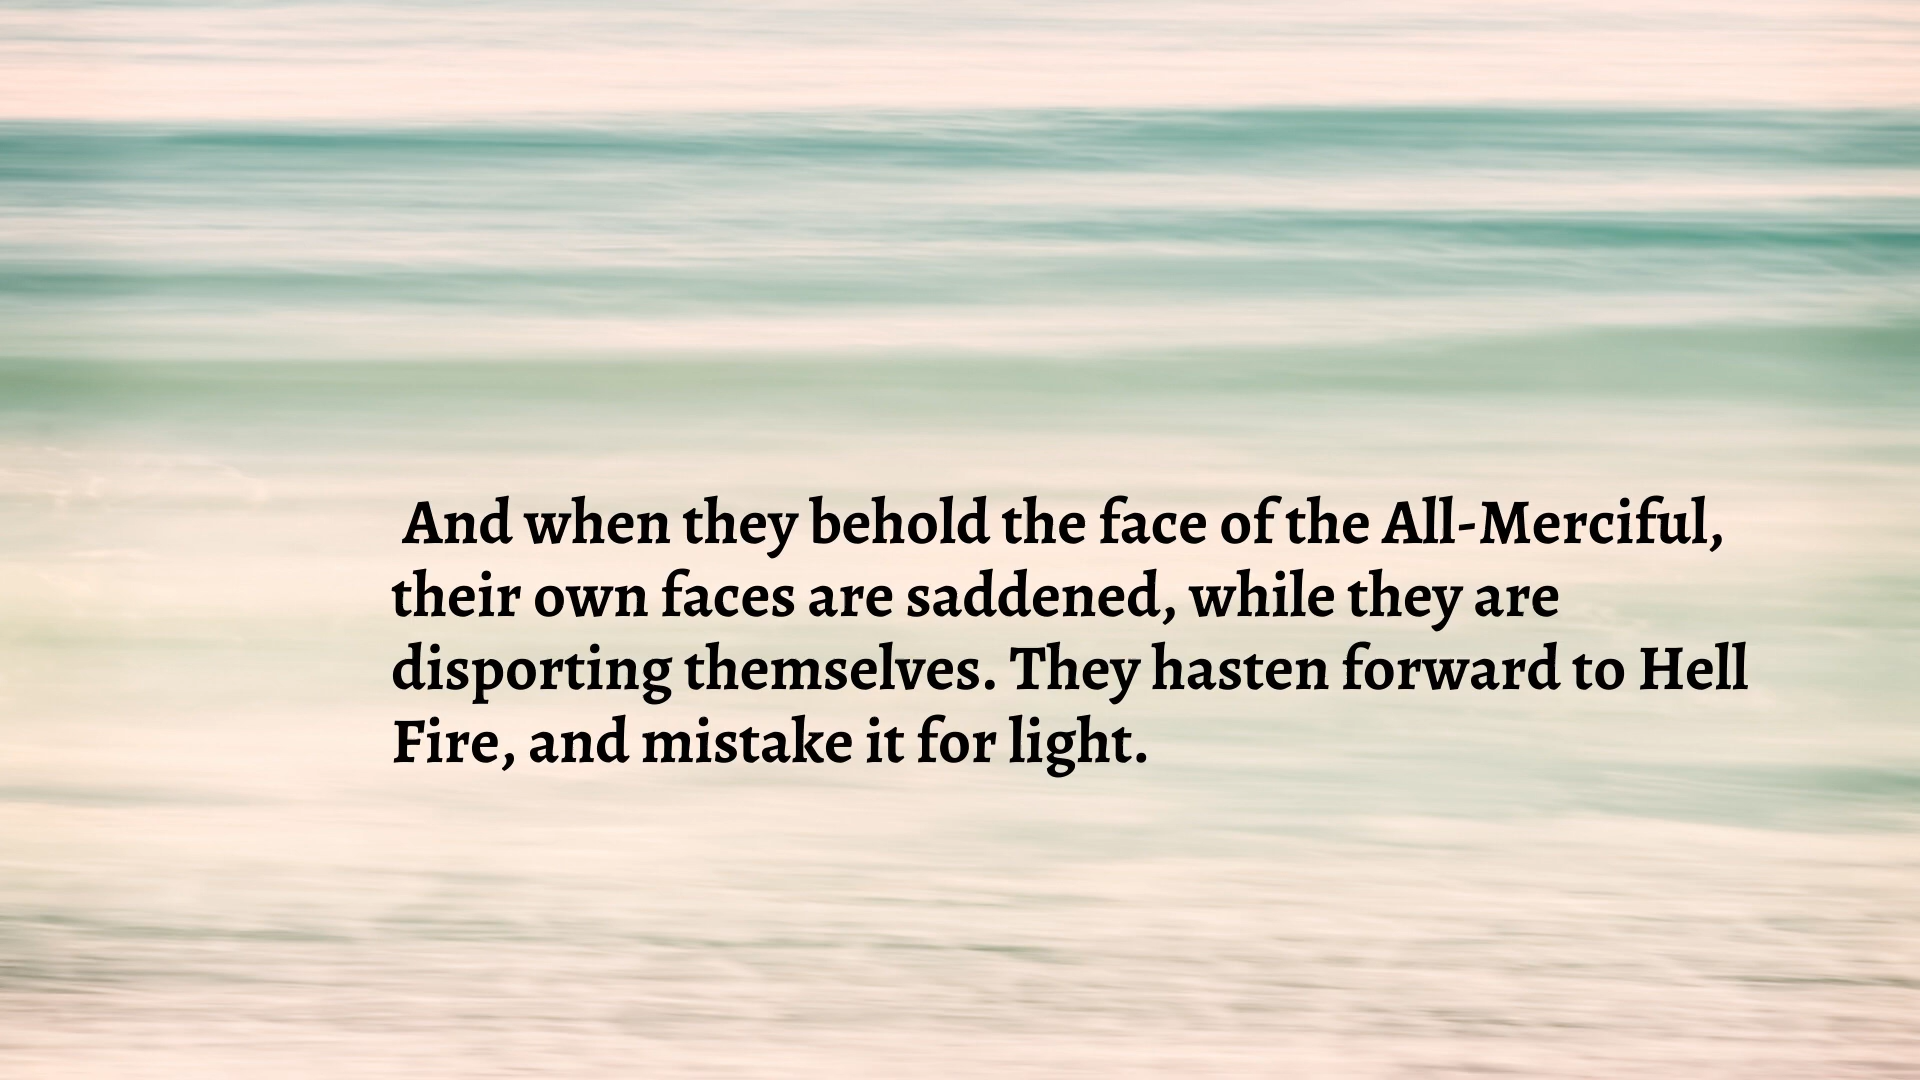 And when they behold the face of the All-Merciful,
their own faces are saddened, while they are
disporting themselves. They hasten forward to Hell
Fire, and mistake it for light.